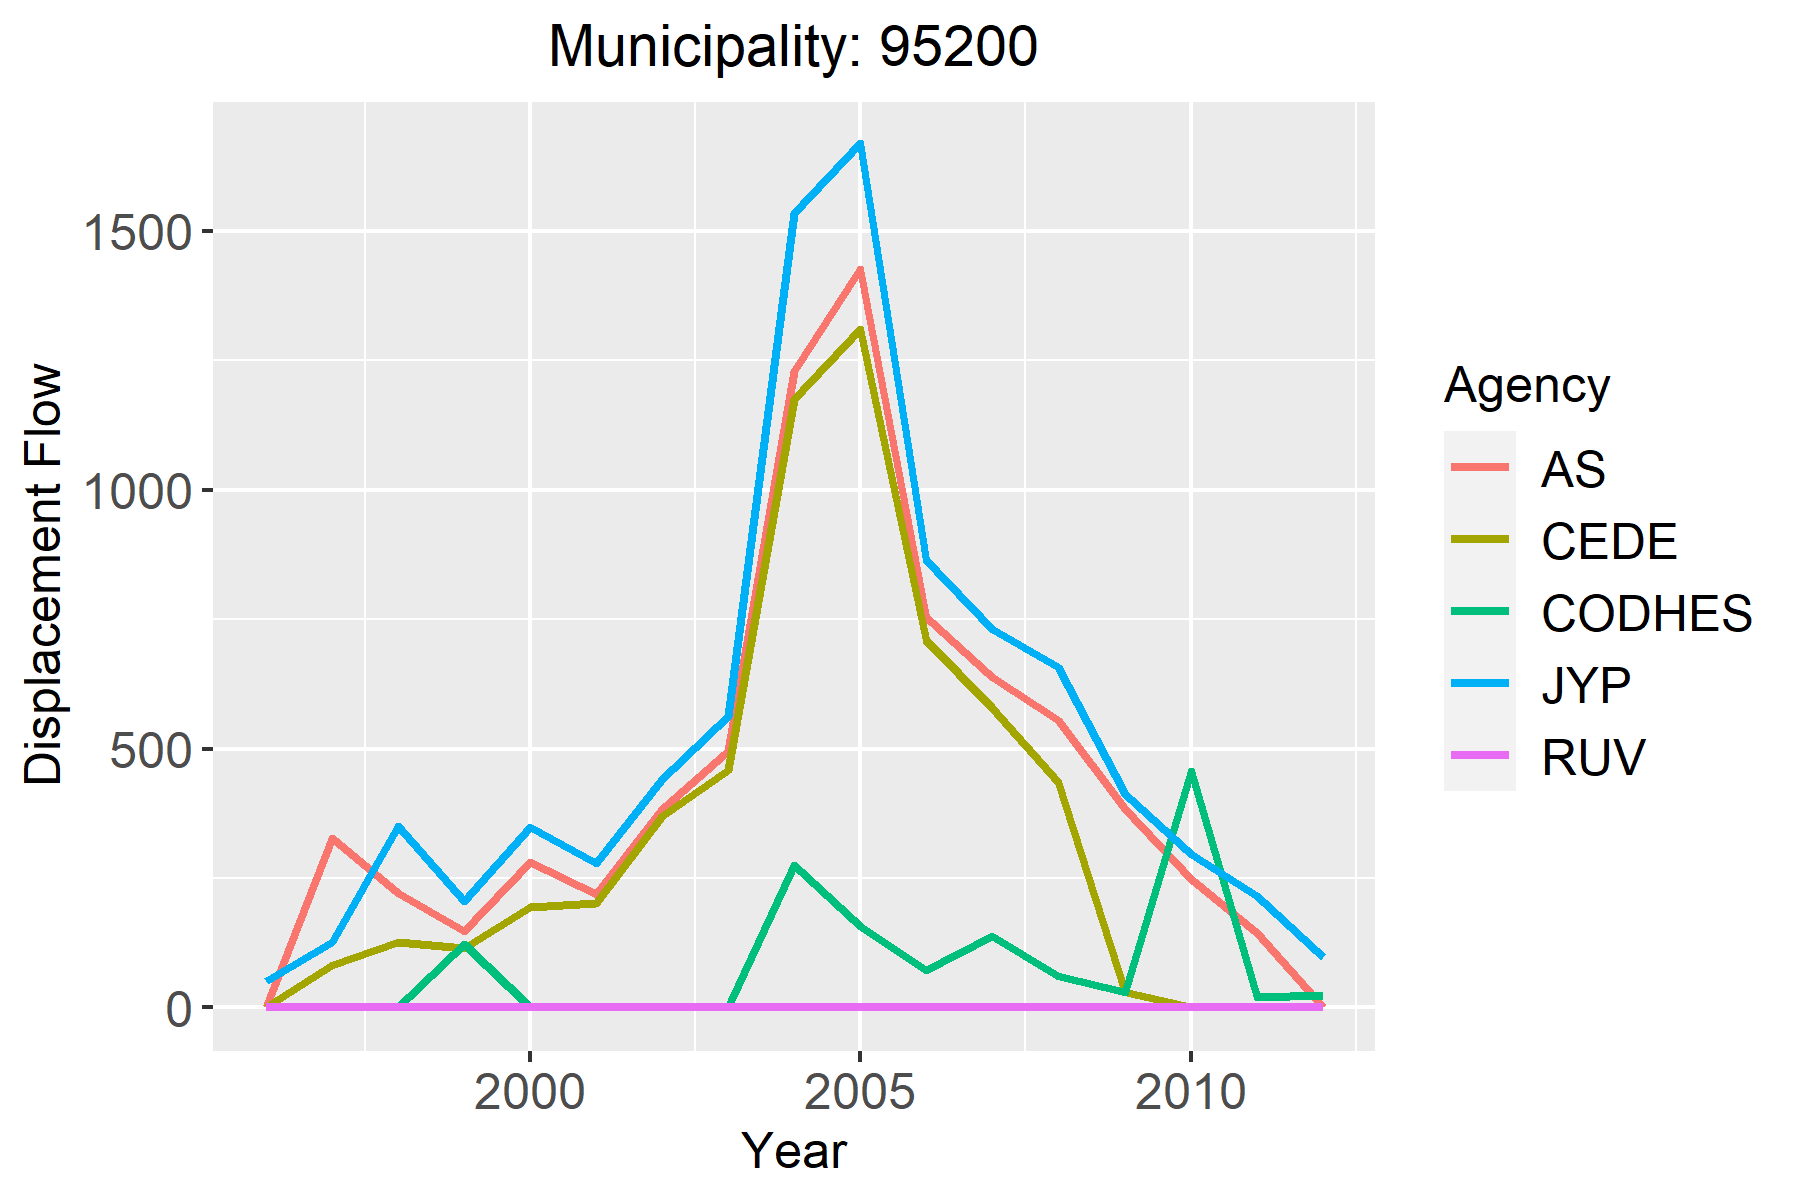 Municipality: 95200
Displacement Flow
1500
1000
500
0
2000 2005 2010
Year
Agency
AS
CEDE
CODHES
JYP
RUV